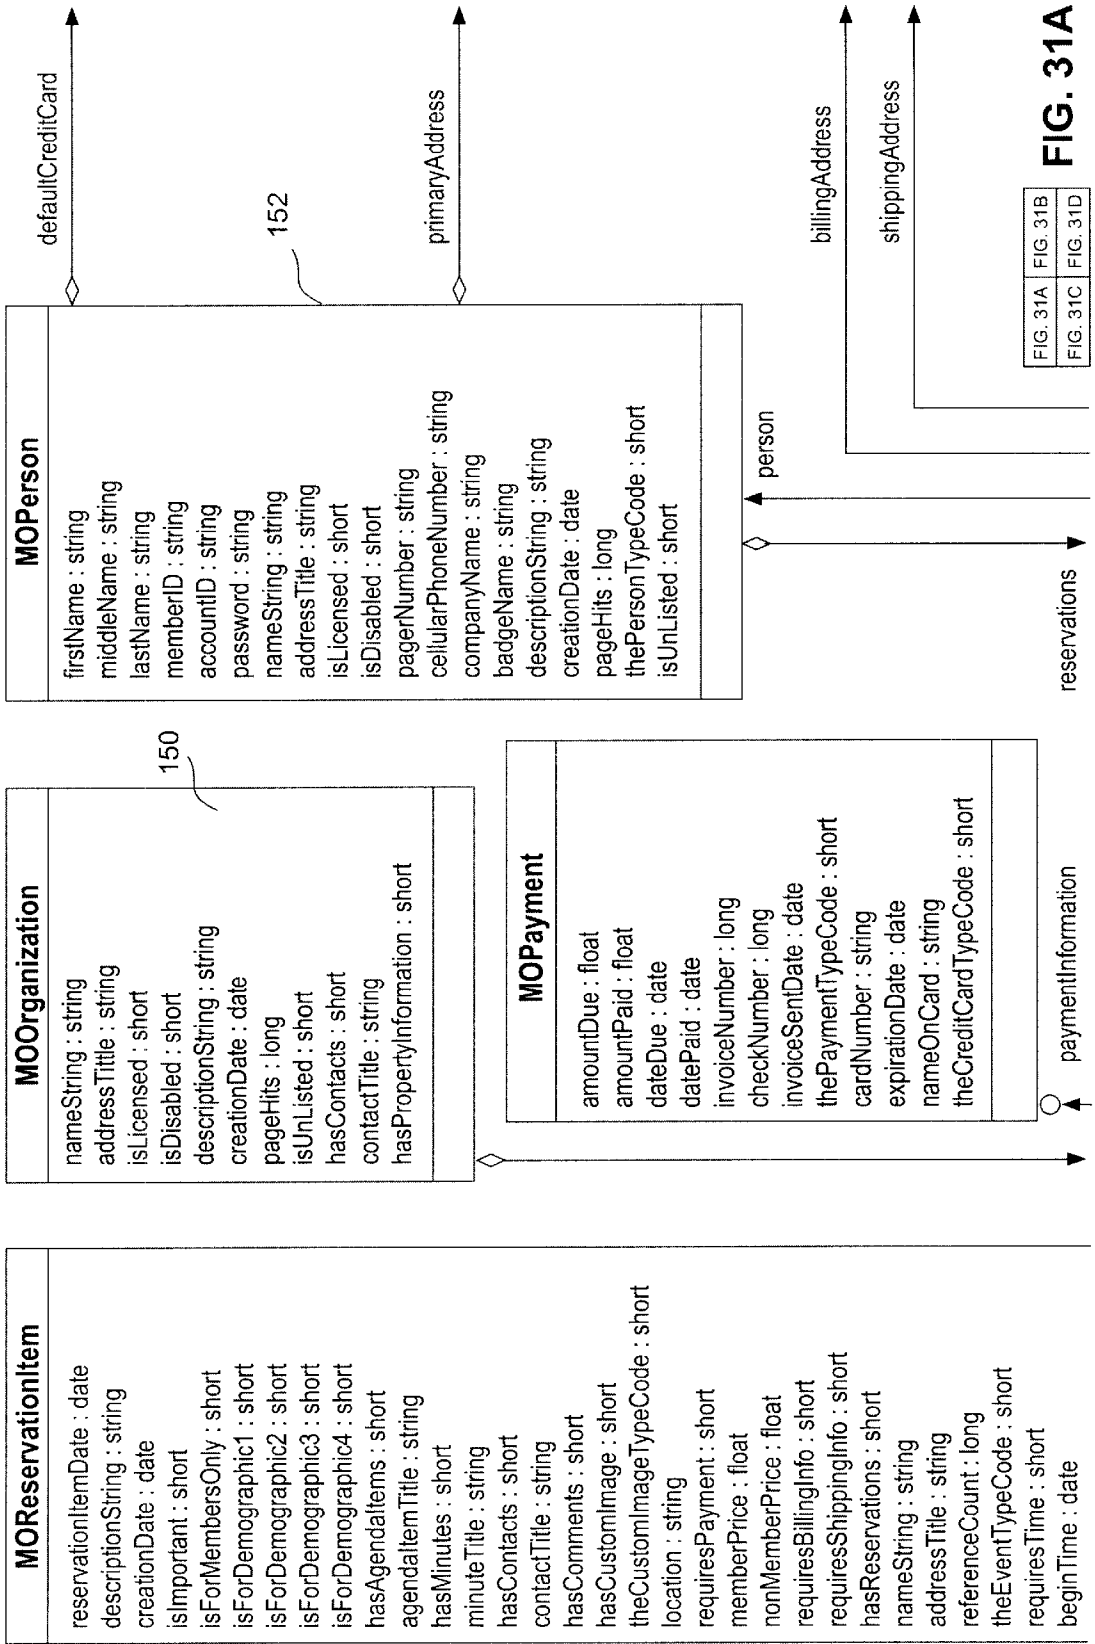 MOReservationItem
reservationItemDate : date
descriptionString : string
creationDate : date
isImportant : short
isForMembersOnly : short
isForDemographic1 : short
isForDemographic2 : short
isForDemographic3 : short
isForDemographic4 : short
hasAgendaItems : short
agendaItemTitle : string
hasMinutes : short
minuteTitle : string
hasContacts : short
contactTitle : string
hasComments : short
hasCustomImage : short
theCustomImageTypeCode : short
location : string
requiresPayment : short
memberPrice : float
nonMemberPrice : float
requiresBillingInfo : short
requiresShippingInfo : short
hasReservations : short
nameString : string
addressTitle : string
referenceCount : long
theEventTypeCode : short
requiresTime : short
beginTime : date
MOOrganization
nameString : string
addressTittle : string
isLicensed : short
isDisabled : short
descriptionString : string
creationDate : date
pageHits : long
isUnListed : short
hasContacts : short
contactTitle : string
hasPropertyInformation : short
150
MOPayment
amountDue : float
amountPaid : float
dateDue : date
datePaid : date
invoiceNumber : long
checkNumber : long
invoiceSentDate : date
thePaymentTypeCode : short
cardNumber : string
expirationDate : date
nameOnCard : string
theCreditCardTypeCode : short
paymentInformation
MOPerson
firstName : string
middleName : string
lastName : string
memberID : string
accountID : string
password : string
nameString : string
addressTitle : string
isLicensed : short
isDisabled : short
pagerNumber : string
cellularPhoneNumber : string
companyName : string
badgeName : string
descriptionString : string
creationDate : date
pageHits : long
thePersonTypeCode : short
isUnListed : short
152
defaultCreditCard
primaryAddress
person
reservations
billingAddress
shippingAddress
FIG. 31A FIG. 31B
FIG. 31C FIG. 31D
FIG. 31A